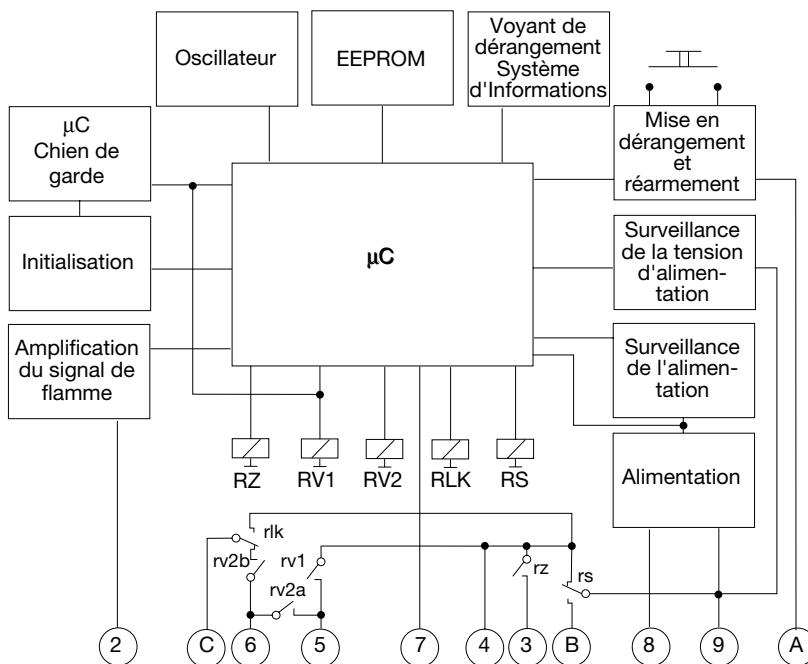 Oscillateur
EEPROM
Voyant de
dérangement
Système
d'Informations
μC
Chien de
garde
Mise en
dérangement
et
réarmement
Initialisation
μC
Surveillance
de la tension
d'alimen-
tation
Amplification
du signal de
flamme
Surveillance
de l'alimen-
tation
Alimentation
RZ RV1 RV2 RLK RS
rlk
rv2b
rv1
rv2a
rz
rs
2 C 6 5 7 4 3 B 8 9 A